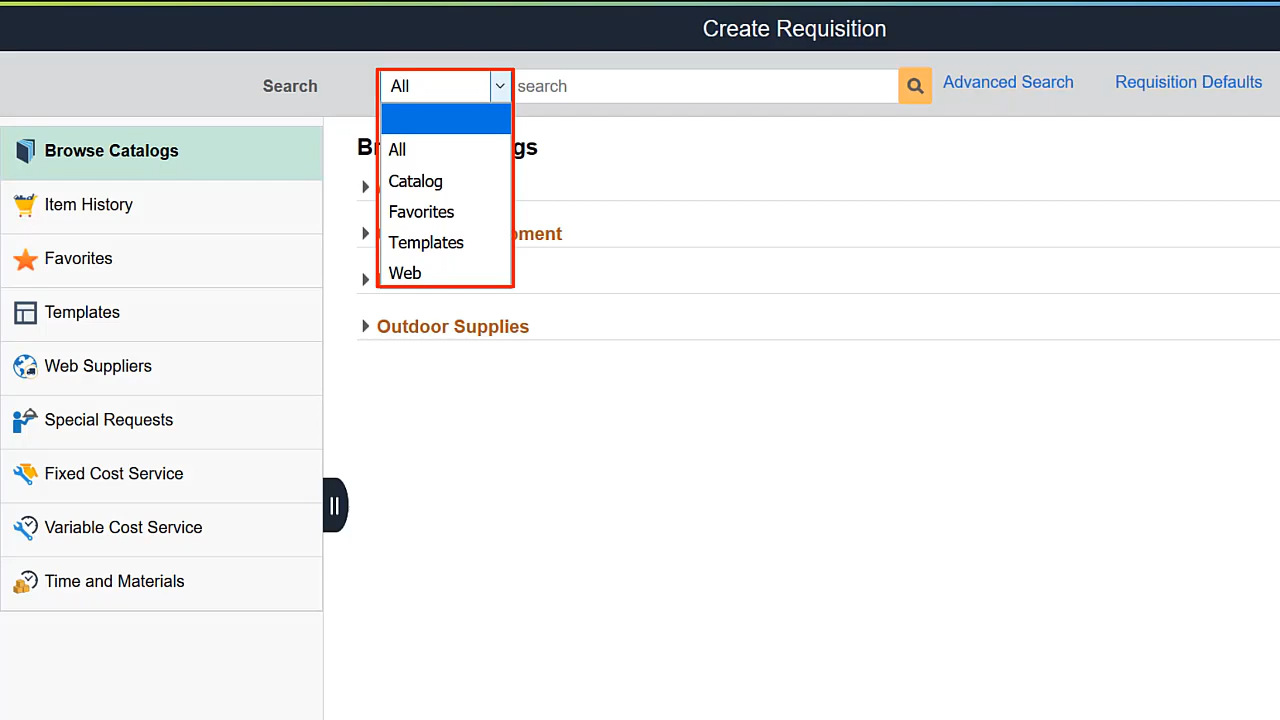 Create Requisition
Search
All
search
Advanced Search
Requisition Defaults
All
Catalog
Favorites
Templates
Web
Browse Catalogs
Item History
Favorites
Templates
Web Suppliers
Special Requests
Fixed Cost Service
Variable Cost Service
Time and Materials
Outdoor Supplies